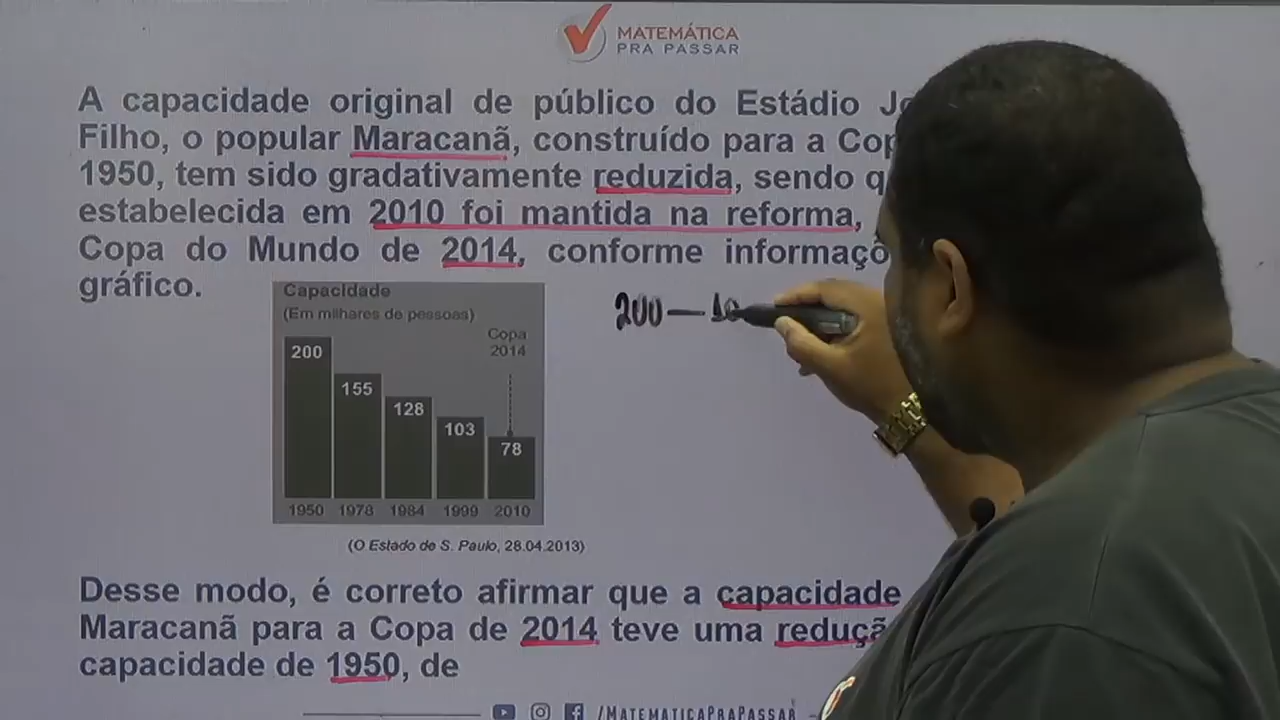 MATEMÁTICA
PRA PASSAR
A capacidade original de público do Estádio
Filho, o popular Maracanã, construído para a
1950, tem sido gradativamente reduzida, sendo
estabelecida em 2010 foi mantida na reforma,
Copa do Mundo de 2014, conforme
gráfico.
Capacidade
(Em milhares de pessoas)
Copa
2014
200
155
128
103
78
1950 1978 1984 1999 2010
200 — 10
(O Estado de S. Paulo, 28.04.2013)
Desse modo, é correto afirmar que a capacidade
Maracanã para a Copa de 2014 teve uma
capacidade de 1950, de
/MATEMATICAPRAPASSAR